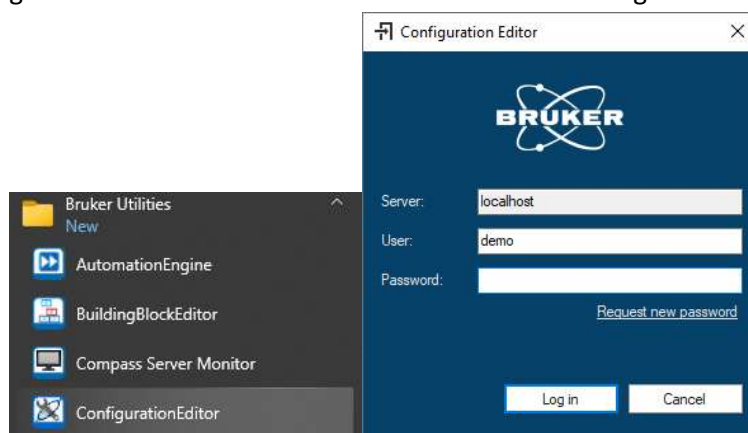 Configuration Editor
BRUKER
Bruker Utilities
New
AutomationEngine
BuildingBlockEditor
Compass Server Monitor
ConfigurationEditor
Server: localhost
User: demo
Password:
Request new password
Log in Cancel